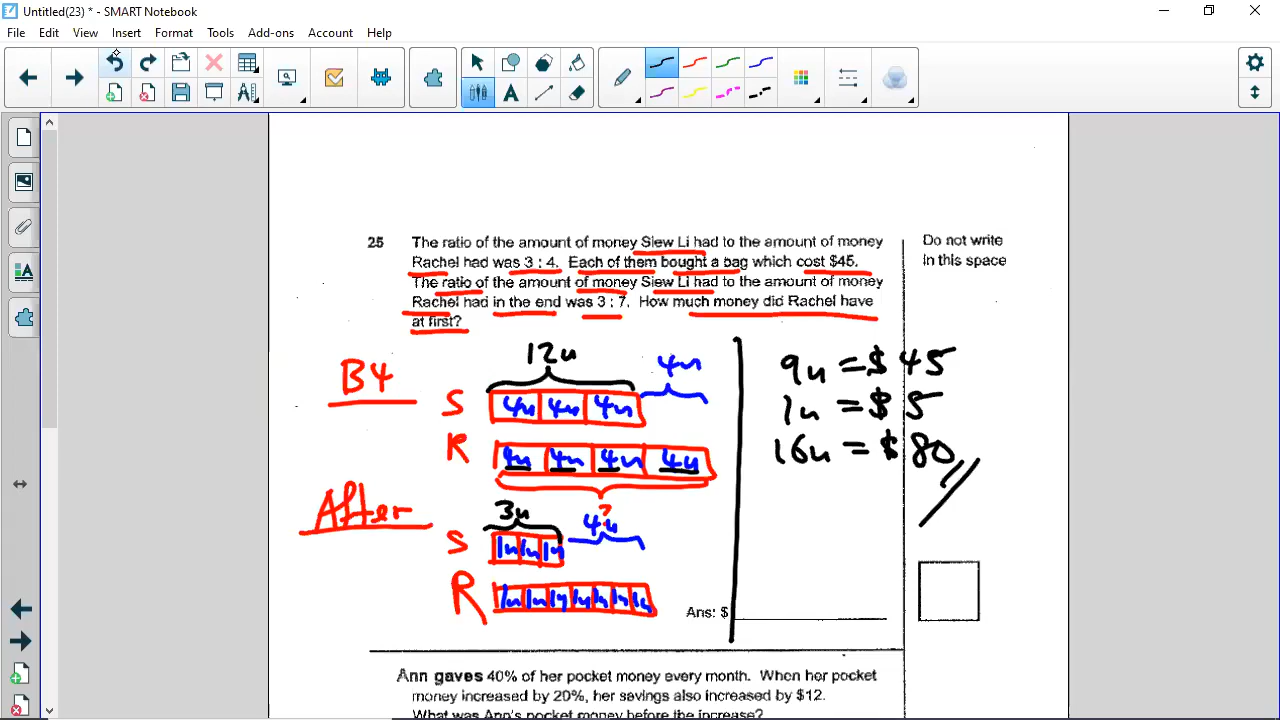 Untitled(23) * - SMART Notebook
File Edit View Insert Format Tools Add-ons Account Help
25 The ratio of the amount of money Siew Li had to the amount of money
Rachel had was 3 : 4. Each of them bought a bag which cost $45.
The ratio of the amount of money Siew Li had to the amount of money
Rachel had in the end was 3 : 7. How much money did Rachel have
at first?
Do not write
in this space
B4
12u
4u
S 4u 4u 4u
R 4u 4u 4u 4u
?
After
3u
4u
S 1u 1u 1u
R 1u 1u 1u 1u 1u 1u 1u
9u = $45
1u = $5
16u = $80
Ans: $
Ann gaves 40% of her pocket money every month. When her pocket
money increased by 20%, her savings also increased by $12.
What was Ann's pocket money before the increase?